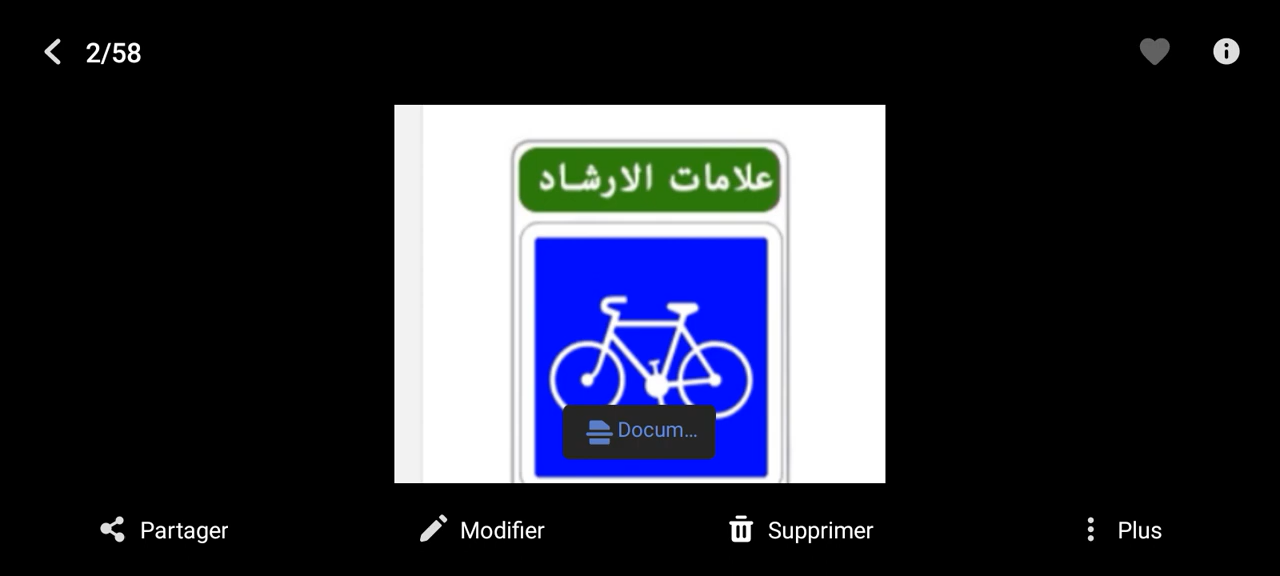 2/58
علامات الارشاد
Docum...
Partager
Modifier
Supprimer
Plus